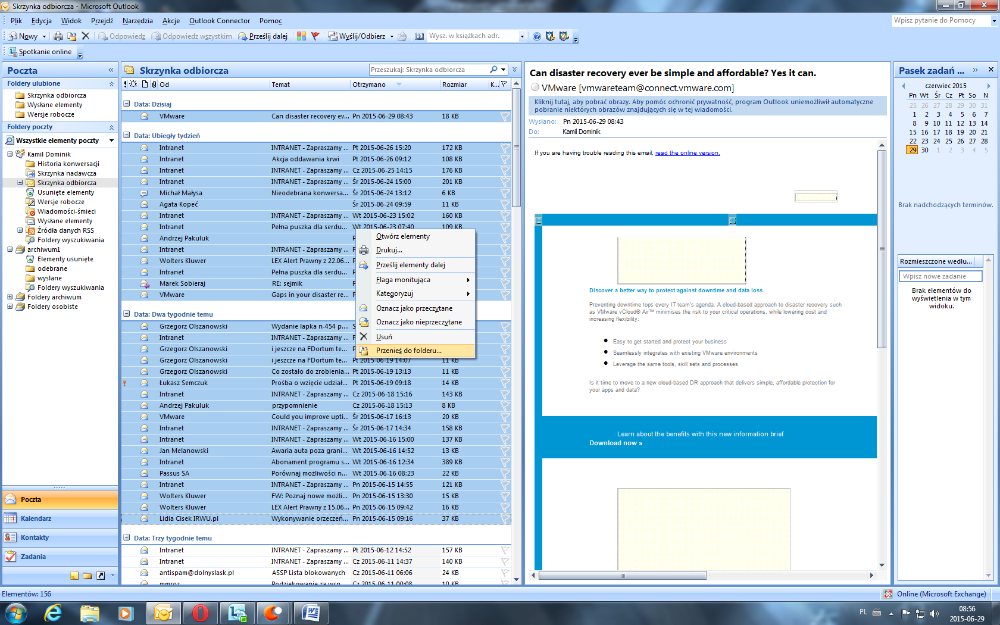 Skrzynka odbiorcza - Microsoft Outlook
Plik Edycja Widok Przejdź Narzędzia Akcje Outlook Connector Pomoc
Wpisz pytanie do Pomocy
Nowy Odpowiedz Odpowiedz wszystkim Prześlij dalej Wyślij/Odbierz Wysz. w książkach adr.
Spotkanie online
Poczta
Foldery ulubione
Skrzynka odbiorcza
Wysłane elementy
Wersje robocze
Foldery poczty
Wszystkie elementy poczty
Kamil Dominik
Historia konwersacji
Skrzynka nadawcza
Skrzynka odbiorcza
Usunięte elementy
Wersje robocze
Wiadomości-śmieci
Wysłane elementy
Źródła danych RSS
Foldery wyszukiwania
archiwum1
Elementy usunięte
odebrane
wyslane
Foldery wyszukiwania
Foldery archiwum
Foldery osobiste
Poczta
Kalendarz
Kontakty
Zadania
Skrzynka odbiorcza
Przeszukaj: Skrzynka odbiorcza
Od Temat Otrzymano Rozmiar K...
Data: Dzisiaj
VMware Can disaster recovery ev... Pn 2015-06-29 08:43 18 KB
Data: Ubiegły tydzień
Intranet INTRANET - Zapraszamy ... Pt 2015-06-26 15:20 172 KB
Intranet Akcja oddawania krwi Pt 2015-06-26 09:12 108 KB
Intranet INTRANET - Zapraszamy ... Cz 2015-06-25 14:15 176 KB
Intranet INTRANET - Zapraszamy ... Śr 2015-06-24 15:00 201 KB
Michał Małysa Nieodebrana konwersa... Śr 2015-06-24 13:12 6 KB
Agata Kopeć Śr 2015-06-24 09:59 11 KB
Intranet INTRANET - Zapraszamy ... Wt 2015-06-23 15:02 160 KB
Intranet Pełna puszka dla serdu... Wt 2015-06-23 07:40 109 KB
Andrzej Pakuluk P
Intranet INTRANET - Zapraszamy ... P
Wolters Kluwer LEX Alert Prawny z 22.06... P
Intranet Pełna puszka dla serdu... P
Marek Sobieraj RE: sejmik P
VMware Gaps in your disaster re... P
Data: Dwa tygodnie temu
Grzegorz Olszanowski Wydanie lapka n-454 p... S
Intranet INTRANET - Zapraszamy ... P
Grzegorz Olszanowski i jeszcze na FDortum te... P
Grzegorz Olszanowski i jeszcze na FDortum te... Pt 2015-06-19 14:07 11 KB
Grzegorz Olszanowski Co zostało do zrobienia... Pt 2015-06-19 13:13 11 KB
Łukasz Semczuk Prośba o wzięcie udział... Pt 2015-06-19 09:18 14 KB
Intranet INTRANET - Zapraszamy ... Cz 2015-06-18 15:16 143 KB
Andrzej Pakuluk przypomnienie Cz 2015-06-18 15:13 8 KB
VMware Could you improve upti... Śr 2015-06-17 16:13 20 KB
Intranet INTRANET - Zapraszamy ... Śr 2015-06-17 14:34 158 KB
Intranet INTRANET - Zapraszamy ... Wt 2015-06-16 15:00 137 KB
Jan Melanowski Awaria auta poza grani... Wt 2015-06-16 14:52 13 KB
Intranet Abonament programu s... Wt 2015-06-16 12:34 389 KB
Passus SA Porównaj możliwości n... Wt 2015-06-16 08:23 22 KB
Intranet INTRANET - Zapraszamy ... Pn 2015-06-15 14:55 121 KB
Wolters Kluwer FW: Poznaj nowe możli... Pn 2015-06-15 13:30 15 KB
Wolters Kluwer LEX Alert Prawny z 15.06... Pn 2015-06-15 09:42 16 KB
Lidia Cisek IRWU.pl Wykonywanie orzeczeń... Pn 2015-06-15 09:16 37 KB
Data: Trzy tygodnie temu
Intranet INTRANET - Zapraszamy ... Pt 2015-06-12 14:52 157 KB
Intranet INTRANET - Zapraszamy ... Cz 2015-06-11 14:37 140 KB
antispam@dolnyslask.pl ASSP Lista blokowanych Cz 2015-06-11 06:06 24 KB
mmroz Podziękowanie za wsp... Cz 2015-06-11 00:08 10 KB
Otwórz elementy
Drukuj...
Prześlij elementy dalej
Flaga monitująca
Kategoryzuj
Oznacz jako przeczytane
Oznacz jako nieprzeczytane
Usuń
Przenieś do folderu...
Can disaster recovery ever be simple and affordable? Yes it can.
VMware [vmwareteam@connect.vmware.com]
Kliknij tutaj, aby pobrać obrazy. Aby pomóc ochronić prywatność, program Outlook uniemożliwił automatyczne
pobranie niektórych obrazów znajdujących się w tej wiadomości.
Wysłano: Pn 2015-06-29 08:43
Do: Kamil Dominik
If you are having trouble reading this email, read the online version.
Discover a better way to protect against downtime and data loss.
Preventing downtime tops every IT team's agenda. A cloud-based approach to disaster recovery such
as VMware vCloud® Air™ minimises the risk to your critical operations, while lowering cost and
increasing flexibility:
Easy to get started and protect your business
Seamlessly integrates with existing VMware environments
Leverage the same tools, skill sets and processes
Is it time to move to a new cloud-based DR approach that delivers simple, affordable protection for
your apps and data?
Learn about the benefits with this new information brief
Download now »
Pasek zadań ...
czerwiec 2015
Pn Wt Śr Cz Pt So N
25 26 27 28 29 30 31
1 2 3 4 5 6 7
8 9 10 11 12 13 14
15 16 17 18 19 20 21
22 23 24 25 26 27 28
29 30 1 2 3 4 5
Brak nadchodzących terminów.
Rozmieszczone wedłu...
Wpisz nowe zadanie
Brak elementów do
wyświetlenia w tym
widoku.
Elementów: 156
Online (Microsoft Exchange)
PL
08:56
2015-06-29